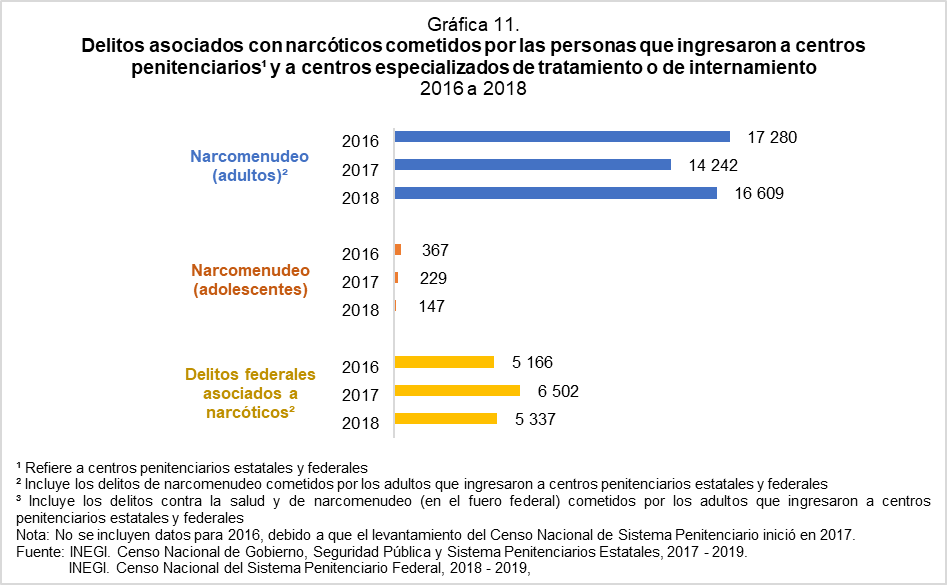 Gráfica 11.
Delitos asociados con narcóticos cometidos por las personas que ingresaron a centros
penitenciarios¹ y a centros especializados de tratamiento o de internamiento
2016 a 2018
Narcomenudeo
(adultos)²
2016 17 280
2017 14 242
2018 16 609
Narcomenudeo
(adolescentes)
2016 367
2017 229
2018 147
Delitos federales
asociados a
narcóticos²
2016 5 166
2017 6 502
2018 5 337
¹ Refiere a centros penitenciarios estatales y federales
² Incluye los delitos de narcomenudeo cometidos por los adultos que ingresaron a centros penitenciarios estatales y federales
³ Incluye los delitos contra la salud y de narcomenudeo (en el fuero federal) cometidos por los adultos que ingresaron a centros
penitenciarios estatales y federales
Nota: No se incluyen datos para 2016, debido a que el levantamiento del Censo Nacional de Sistema Penitenciario inició en 2017.
Fuente: INEGI. Censo Nacional de Gobierno, Seguridad Pública y Sistema Penitenciarios Estatales, 2017 - 2019.
INEGI. Censo Nacional del Sistema Penitenciario Federal, 2018 - 2019,